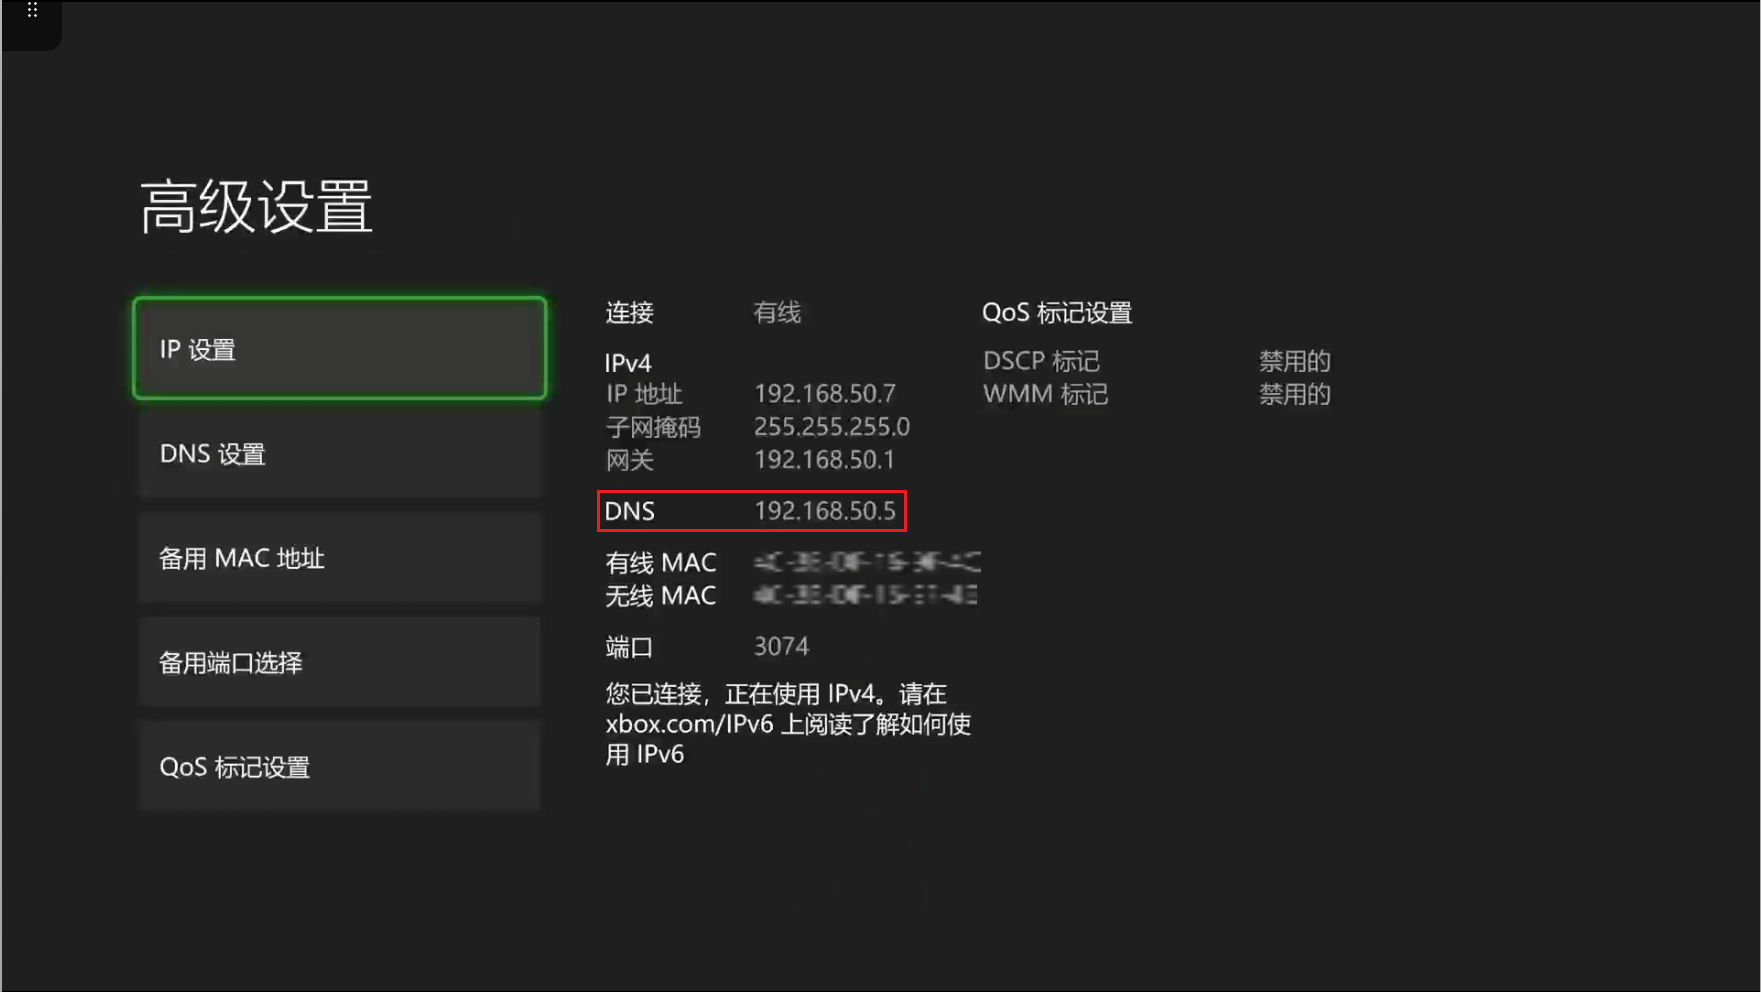 高级设置
IP 设置
DNS 设置
备用 MAC 地址
备用端口选择
QoS 标记设置
连接 有线
IPv4
IP 地址 192.168.50.7
子网掩码 255.255.255.0
网关 192.168.50.1
DNS 192.168.50.5
有线 MAC
无线 MAC
端口 3074
您已连接，正在使用 IPv4。请在
xbox.com/IPv6 上阅读了解如何使
用 IPv6
QoS 标记设置
DSCP 标记 禁用的
WMM 标记 禁用的